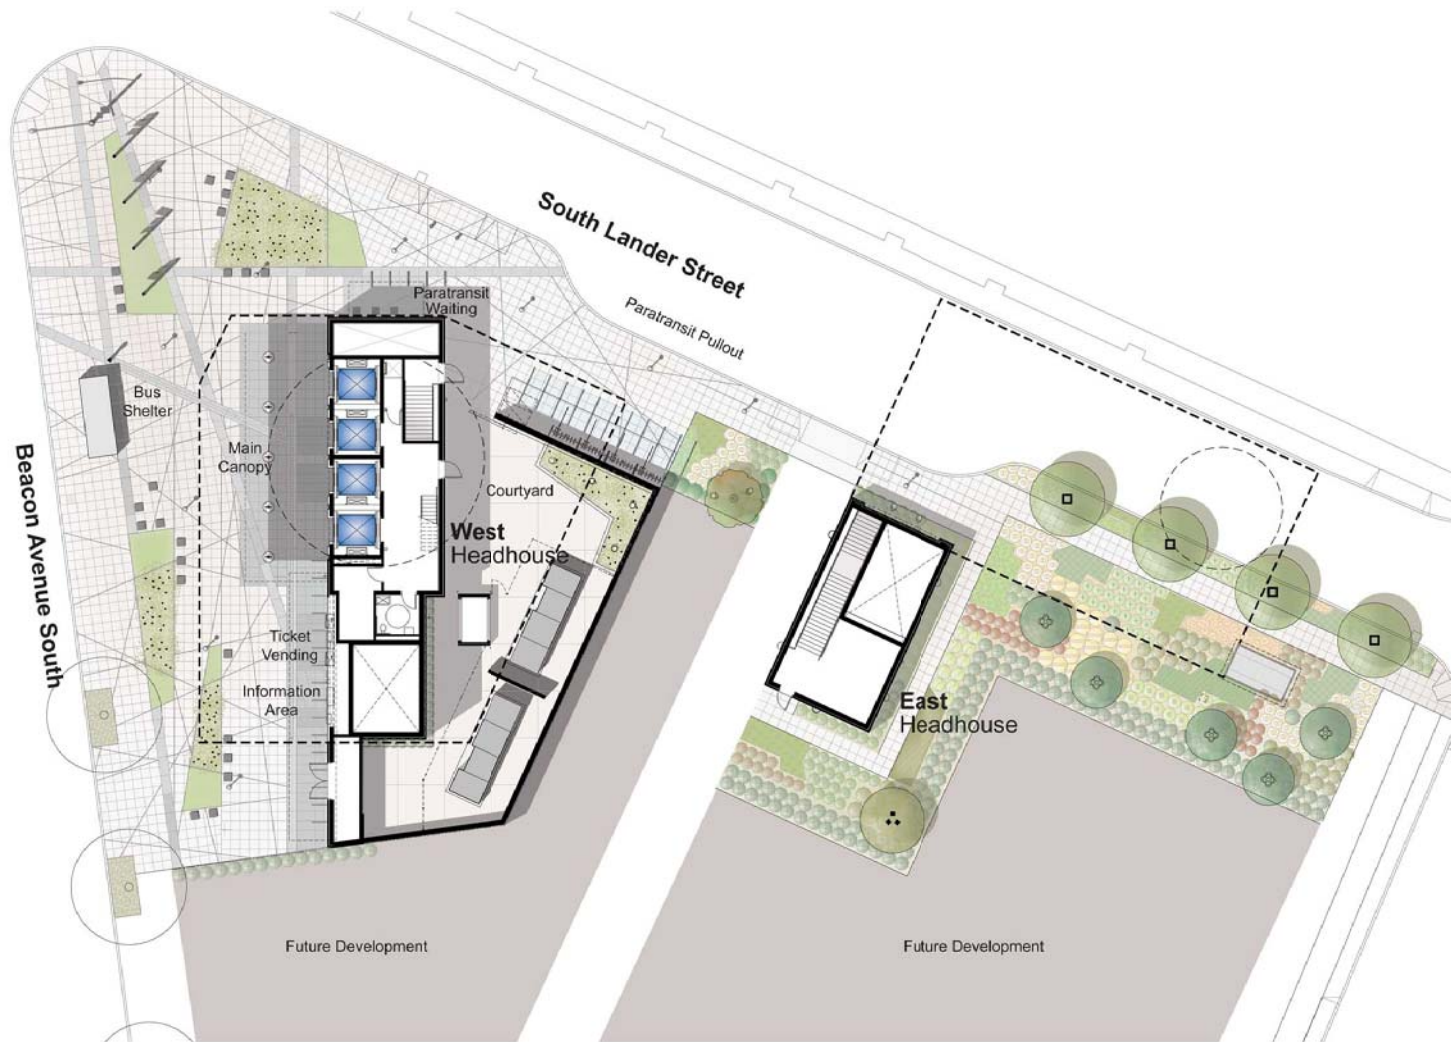 South Lander Street
Paratransit
Waiting
Paratransit Pullout
Bus
Shelter
Main
Canopy
Beacon Avenue South
Courtyard
West
Headhouse
Ticket
Vending
Information
Area
East
Headhouse
Future Development
Future Development